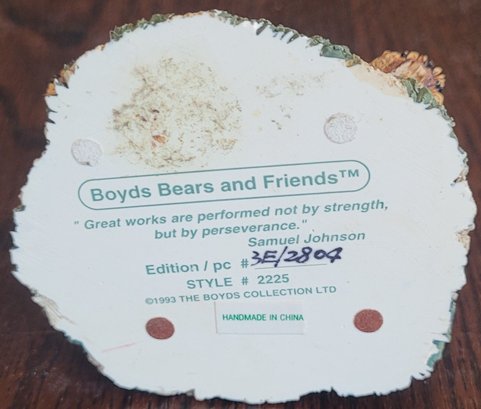 Boyds Bears and Friends™
"Great works are performed not by strength,
but by perseverance."
Samuel Johnson
Edition / pc # 3E/2804
STYLE # 2225
©1993 THE BOYDS COLLECTION LTD
HANDMADE IN CHINA